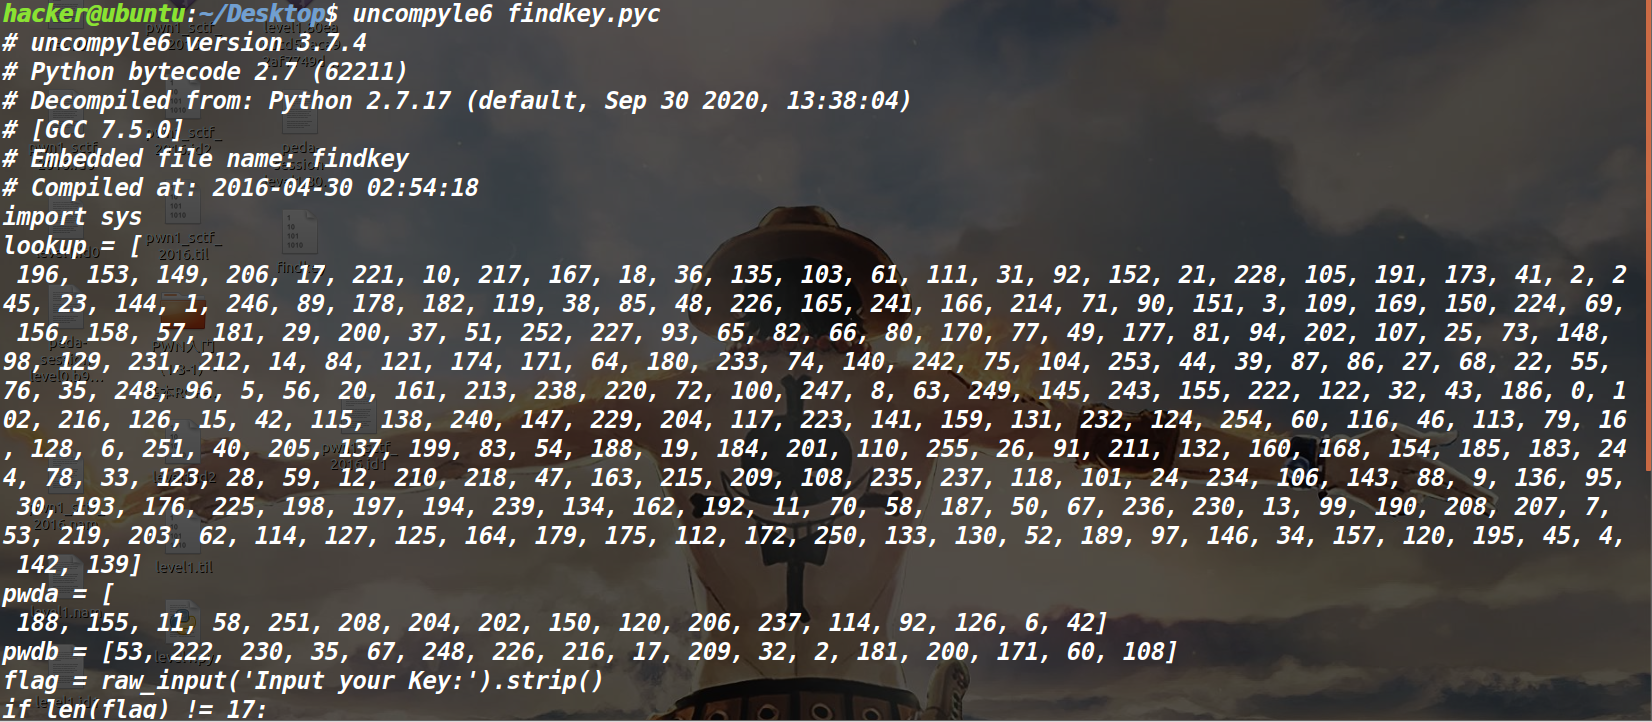 hacker@ubuntu:~/Desktop$ uncompyle6 findkey.pyc
# uncompyle6 version 3.7.4
# Python bytecode 2.7 (62211)
# Decompiled from: Python 2.7.17 (default, Sep 30 2020, 13:38:04)
# [GCC 7.5.0]
# Embedded file name: findkey
# Compiled at: 2016-04-30 02:54:18
import sys
lookup = [
 196, 153, 149, 206, 17, 221, 10, 217, 167, 18, 36, 135, 103, 61, 111, 31, 92, 152, 21, 228, 105, 191, 173, 41, 2, 2
45, 23, 144, 1, 246, 89, 178, 182, 119, 38, 85, 48, 226, 165, 241, 166, 214, 71, 90, 151, 3, 109, 169, 150, 224, 69,
 156, 158, 57, 181, 29, 200, 37, 51, 252, 227, 93, 65, 82, 66, 80, 170, 77, 49, 177, 81, 94, 202, 107, 25, 73, 148,
98, 129, 231, 212, 14, 84, 121, 174, 171, 64, 180, 233, 74, 140, 242, 75, 104, 253, 44, 39, 87, 86, 27, 68, 22, 55,
76, 35, 248, 96, 5, 56, 20, 161, 213, 238, 220, 72, 100, 247, 8, 63, 249, 145, 243, 155, 222, 122, 32, 43, 186, 0, 1
02, 216, 126, 15, 42, 115, 138, 240, 147, 229, 204, 117, 223, 141, 159, 131, 232, 124, 254, 60, 116, 46, 113, 79, 16
, 128, 6, 251, 40, 205, 137, 199, 83, 54, 188, 19, 184, 201, 110, 255, 26, 91, 211, 132, 160, 168, 154, 185, 183, 24
4, 78, 33, 123, 28, 59, 12, 210, 218, 47, 163, 215, 209, 108, 235, 237, 118, 101, 24, 234, 106, 143, 88, 9, 136, 95,
 30, 193, 176, 225, 198, 197, 194, 239, 134, 162, 192, 11, 70, 58, 187, 50, 67, 236, 230, 13, 99, 190, 208, 207, 7,
53, 219, 203, 62, 114, 127, 125, 164, 179, 175, 112, 172, 250, 133, 130, 52, 189, 97, 146, 34, 157, 120, 195, 45, 4,
 142, 139]
pwda = [
 188, 155, 11, 58, 251, 208, 204, 202, 150, 120, 206, 237, 114, 92, 126, 6, 42]
pwdb = [53, 222, 230, 35, 67, 248, 226, 216, 17, 209, 32, 2, 181, 200, 171, 60, 108]
flag = raw_input('Input your Key:').strip()
if len(flag) != 17: